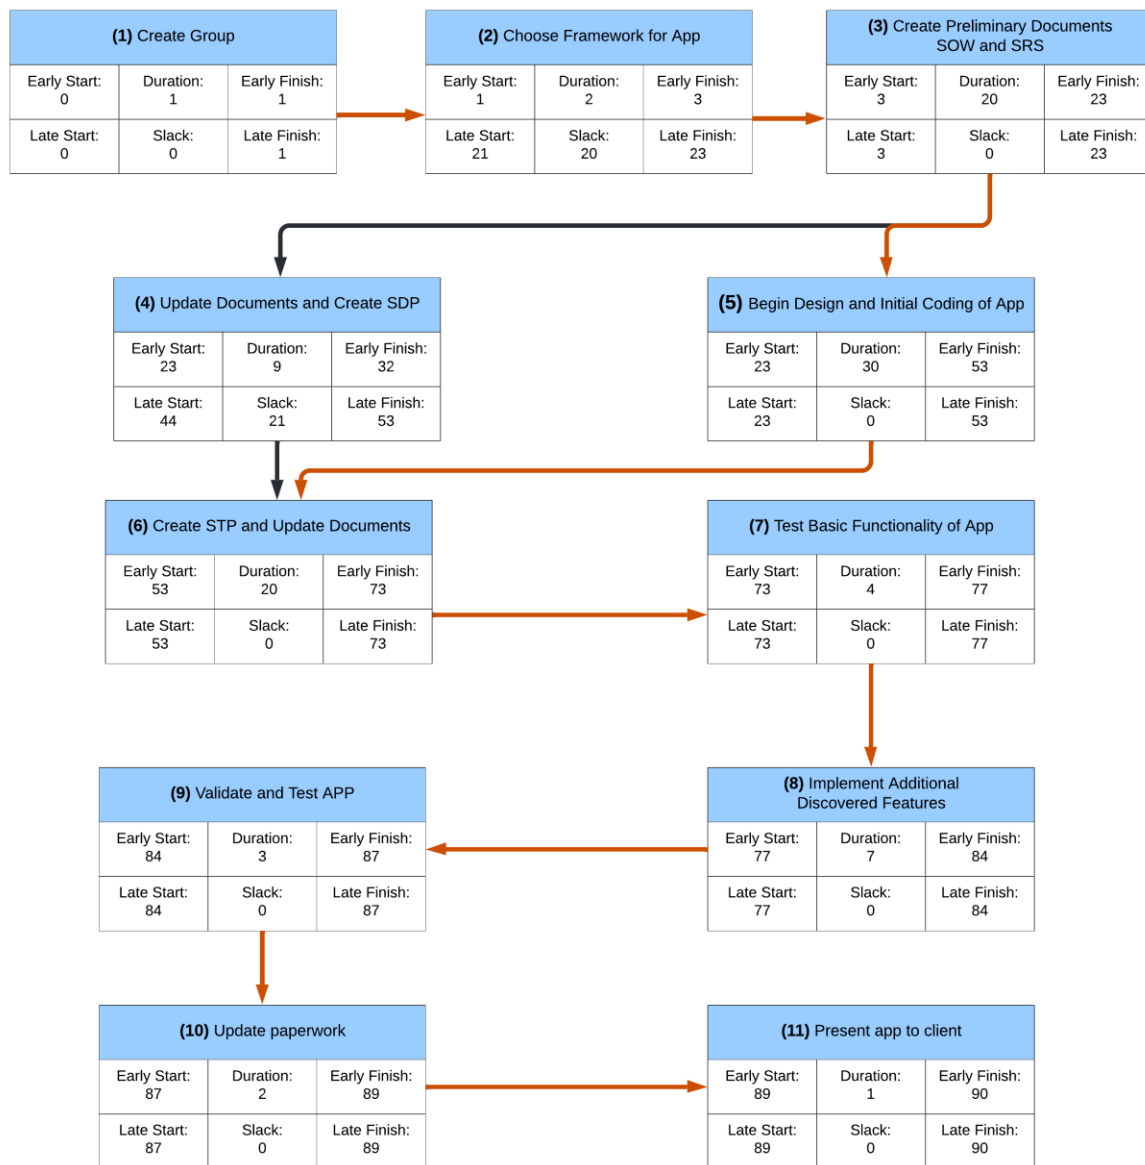 (1) Create Group
Early Start:
0
Duration:
1
Early Finish:
1
Late Start:
0
Slack:
0
Late Finish:
1
(2) Choose Framework for App
Early Start:
1
Duration:
2
Early Finish:
3
Late Start:
21
Slack:
20
Late Finish:
23
(3) Create Preliminary Documents
SOW and SRS
Early Start:
3
Duration:
20
Early Finish:
23
Late Start:
3
Slack:
0
Late Finish:
23
(4) Update Documents and Create SDP
Early Start:
23
Duration:
9
Early Finish:
32
Late Start:
44
Slack:
21
Late Finish:
53
(5) Begin Design and Initial Coding of App
Early Start:
23
Duration:
30
Early Finish:
53
Late Start:
23
Slack:
0
Late Finish:
53
(6) Create STP and Update Documents
Early Start:
53
Duration:
20
Early Finish:
73
Late Start:
53
Slack:
0
Late Finish:
73
(7) Test Basic Functionality of App
Early Start:
73
Duration:
4
Early Finish:
77
Late Start:
73
Slack:
0
Late Finish:
77
(8) Implement Additional
Discovered Features
Early Start:
77
Duration:
7
Early Finish:
84
Late Start:
77
Slack:
0
Late Finish:
84
(9) Validate and Test APP
Early Start:
84
Duration:
3
Early Finish:
87
Late Start:
84
Slack:
0
Late Finish:
87
(10) Update paperwork
Early Start:
87
Duration:
2
Early Finish:
89
Late Start:
87
Slack:
0
Late Finish:
89
(11) Present app to client
Early Start:
89
Duration:
1
Early Finish:
90
Late Start:
89
Slack:
0
Late Finish:
90